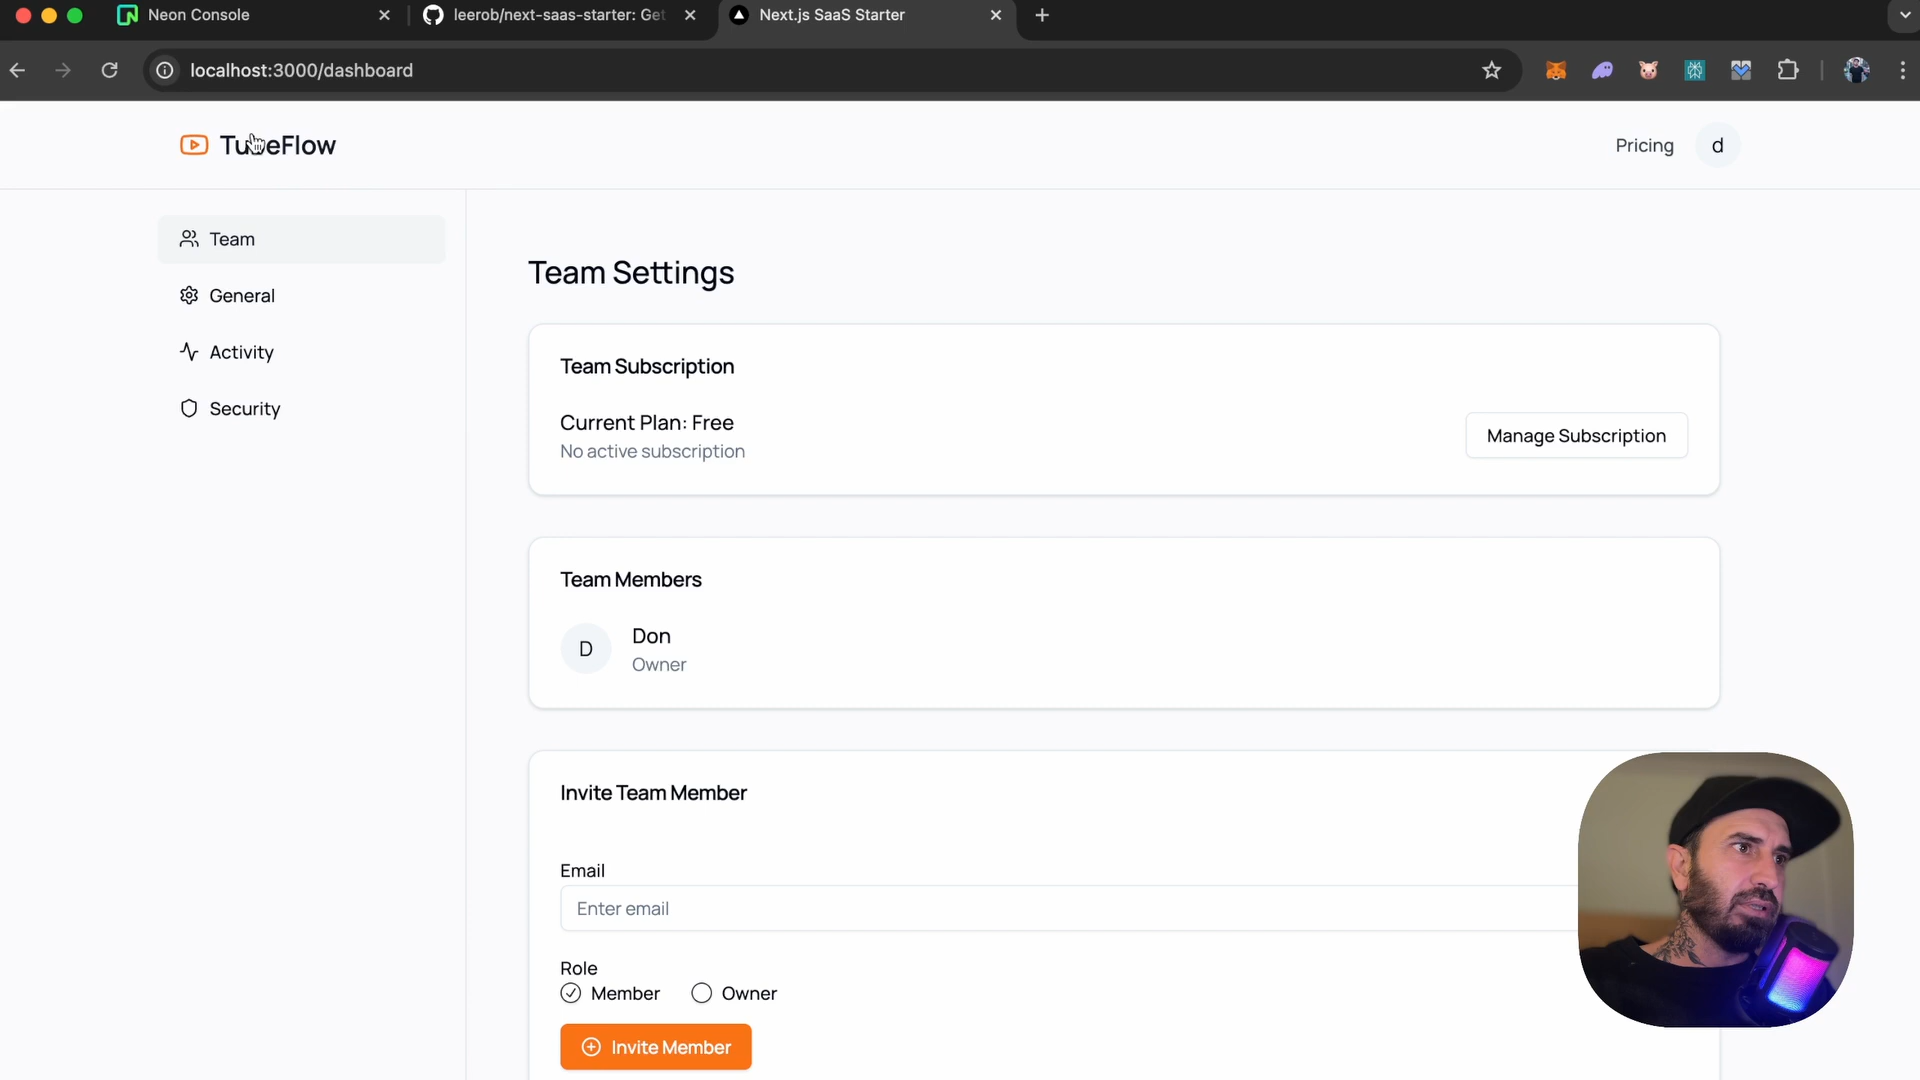 Neon Console
leerob/next-saas-starter: Get
Next.js SaaS Starter
localhost:3000/dashboard
TubeFlow
Pricing
d
Team
General
Activity
Security
Team Settings
Team Subscription
Current Plan: Free
No active subscription
Manage Subscription
Team Members
D
Don
Owner
Invite Team Member
Email
Enter email
Role
Member
Owner
Invite Member